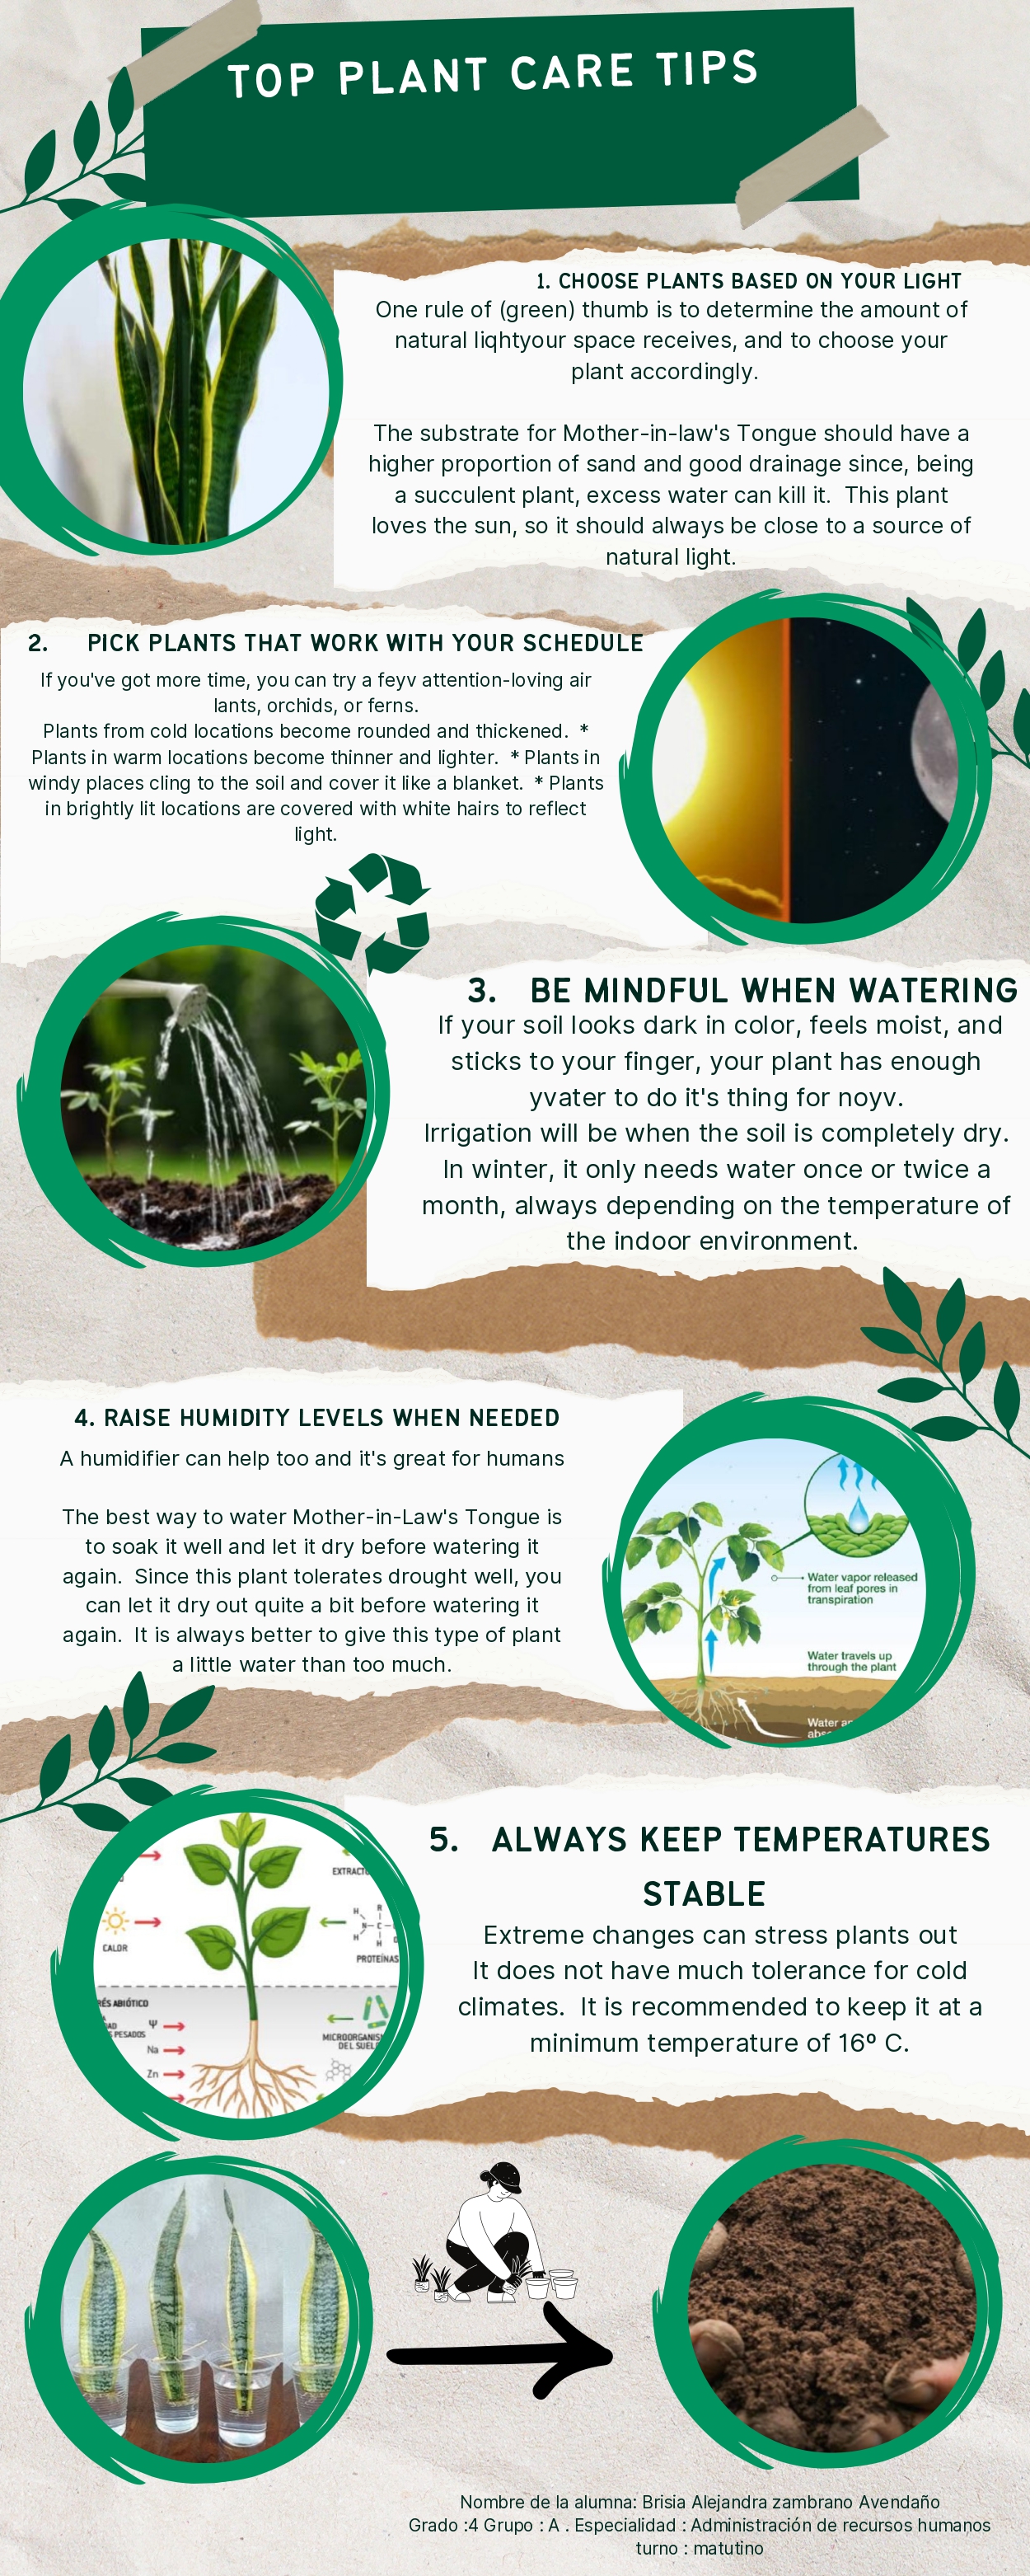 TOP PLANT CARE TIPS
1. CHOOSE PLANTS BASED ON YOUR LIGHT
One rule of (green) thumb is to determine the amount of
natural liqhtyour space receives, and to choose your
plant accordingly.
The substrate for Mother-in-law's Tongue should have a
higher proportion of sand and good drainage since, being
a succulent plant, excess water can kill it. This plant
loves the sun, so it should always be close to a source of
natural light.
2. PICK PLANTS THAT WORK WITH YOUR SCHEDULE
If you've got more time, you can try a feyv attention-loving air
lants, orchids, or ferns.
Plants from cold locations become rounded and thickened. *
Plants in warm locations become thinner and lighter. * Plants in
windy places cling to the soil and cover it like a blanket. * Plants
in brightly lit locations are covered with white hairs to reflect
light.
3. BE MINDFUL WHEN WATERING
If your soil looks dark in color, feels moist, and
sticks to your finger, your plant has enough
yvater to do it's thing for noyv.
Irrigation will be when the soil is completely dry.
In winter, it only needs water once or twice a
month, always depending on the temperature of
the indoor environment.
4. RAISE HUMIDITY LEVELS WHEN NEEDED
A humidifier can help too and it's great for humans
The best way to water Mother-in-Law's Tongue is
to soak it well and let it dry before watering it
again. Since this plant tolerates drought well, you
can let it dry out quite a bit before watering it
again. It is always better to give this type of plant
a little water than too much.
Water vapor released
from leaf pores in
transpiration
Water travels up
through the plant
Water
5. ALWAYS KEEP TEMPERATURES
STABLE
Extreme changes can stress plants out
It does not have much tolerance for cold
climates. It is recommended to keep it at a
minimum temperature of 16º C.
CALOR
PROTEÍNAS
ABIÓTICO
PESADOS
Ψ
Na
Zn
DEL SUEL
Nombre de la alumna: Brisia Alejandra zambrano Avendaño
Grado :4 Grupo : A . Especialidad : Administración de recursos humanos
turno : matutino